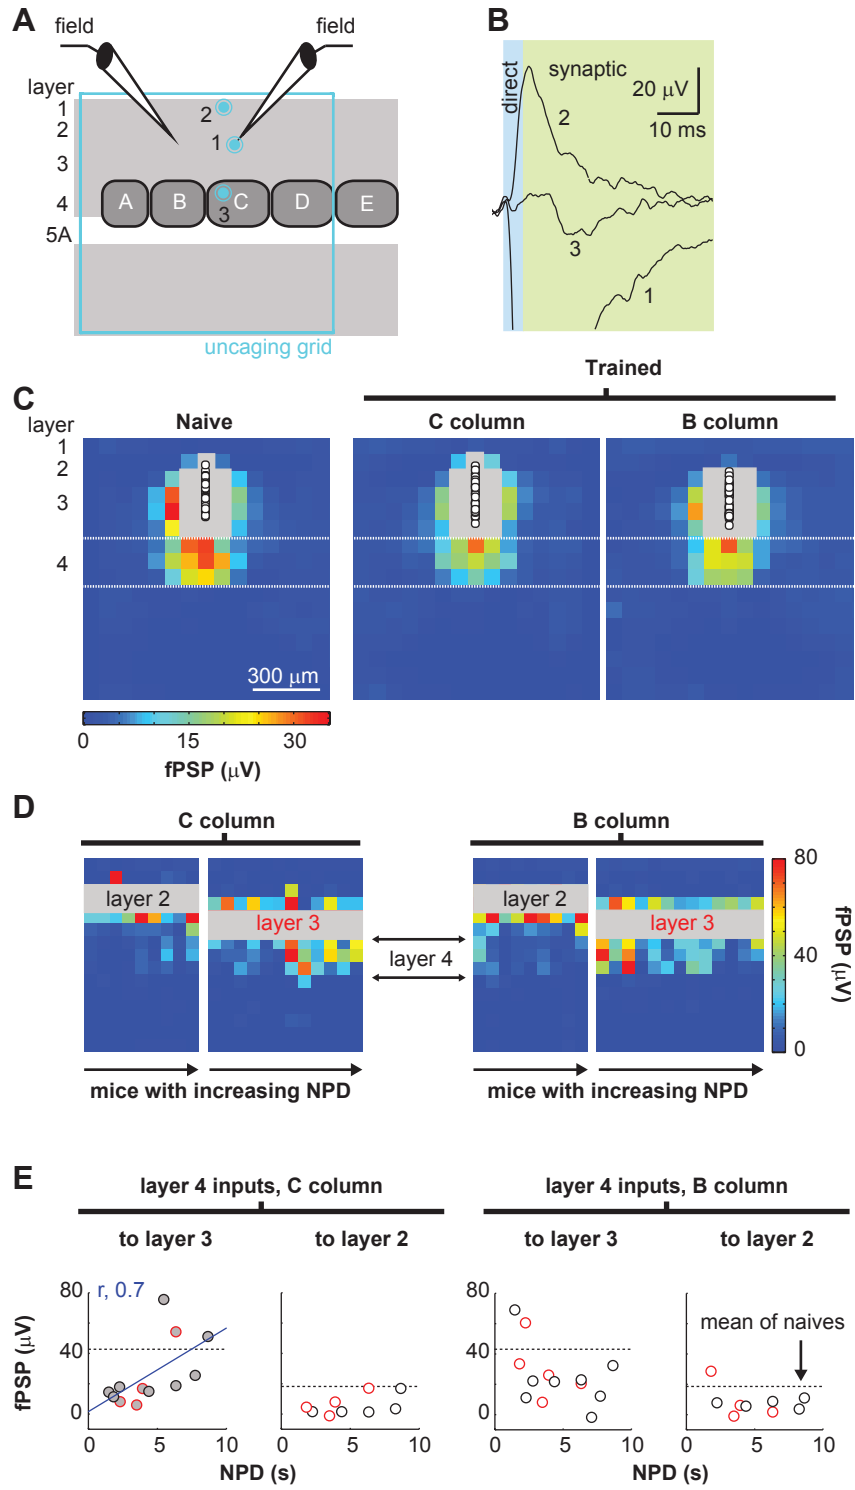 A
field
field
layer
1
2
3
4
5A
2
1
3
A
B
C
D
E
uncaging grid
B
direct
synaptic
20 μV
10 ms
2
3
1
Trained
C
layer
Naive
C column
B column
1
2
3
4
300 μm
0
15
30
fPSP (μV)
D
C column
B column
layer 2
layer 3
layer 4
layer 2
layer 3
80
40
0
fPSP (μV)
mice with increasing NPD
mice with increasing NPD
E
layer 4 inputs, C column
layer 4 inputs, B column
to layer 3
to layer 2
to layer 3
to layer 2
r, 0.7
mean of naives
fPSP (μV)
80
40
0
80
40
0
0
5
10
0
5
10
0
5
10
0
5
10
NPD (s)
NPD (s)